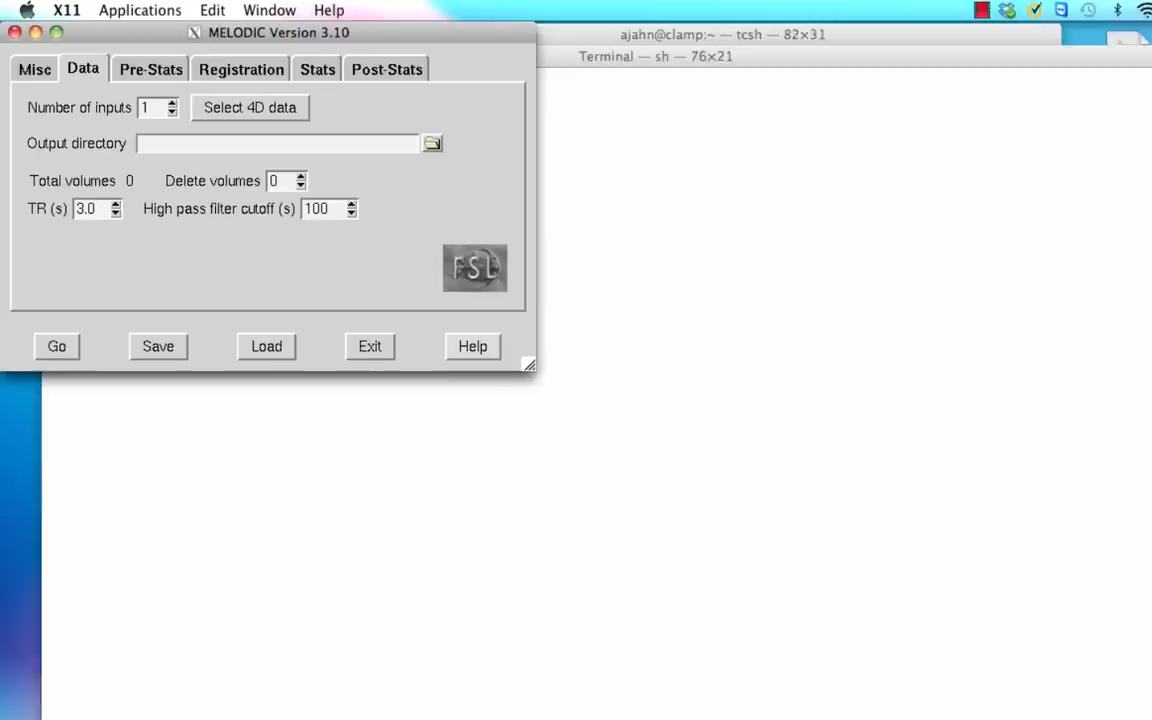 X11 Applications Edit Window Help
MELODIC Version 3.10
ajahn@clamp:~ — tcsh — 82×31
Terminal — sh — 76×21
Misc Data Pre-Stats Registration Stats Post-Stats
Number of inputs 1 Select 4D data
Output directory
Total volumes 0 Delete volumes 0
TR (s) 3.0 High pass filter cutoff (s) 100
FSL
Go Save Load Exit Help